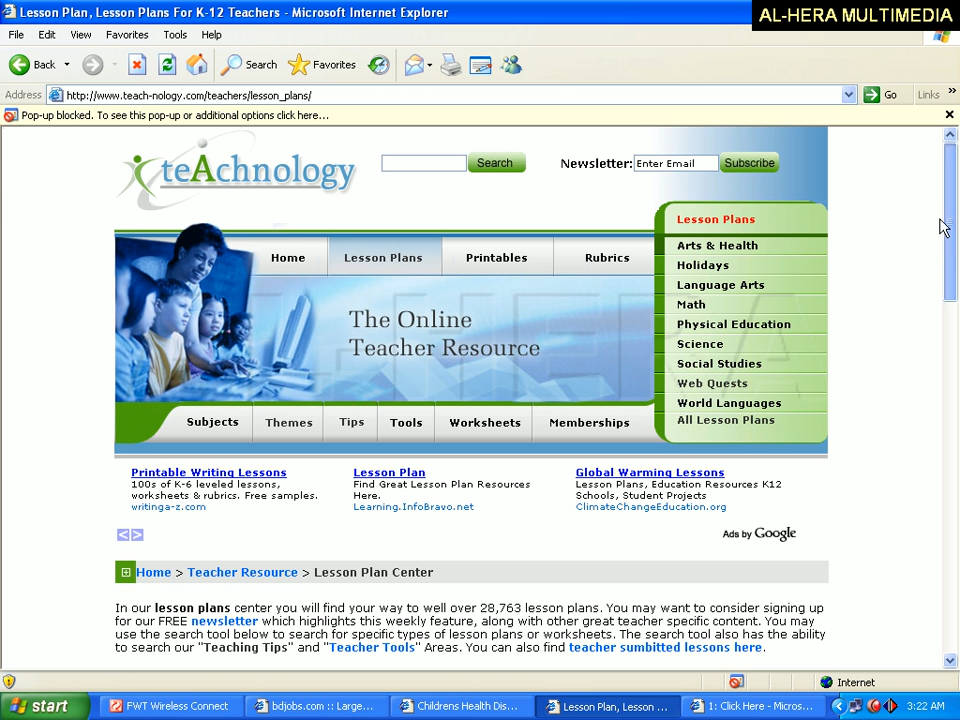 Lesson Plan, Lesson Plans For K-12 Teachers - Microsoft Internet Explorer
AL-HERA MULTIMEDIA
File Edit View Favorites Tools Help
Back Search Favorites
Address http://www.teach-nology.com/teachers/lesson_plans/ Go Links »
Pop-up blocked. To see this pop-up or additional options click here...
teAchnology
Search
Newsletter: Enter Email Subscribe
Lesson Plans
Arts & Health
Holidays
Language Arts
Math
Physical Education
Science
Social Studies
Web Quests
World Languages
All Lesson Plans
Home Lesson Plans Printables Rubrics
The Online
Teacher Resource
Subjects Themes Tips Tools Worksheets Memberships
Printable Writing Lessons
100s of K-6 leveled lessons,
worksheets & rubrics. Free samples.
writinga-z.com
Lesson Plan
Find Great Lesson Plan Resources
Here.
Learning.InfoBravo.net
Global Warming Lessons
Lesson Plans, Education Resources K12
Schools, Student Projects
ClimateChangeEducation.org
Ads by Google
Home > Teacher Resource > Lesson Plan Center
In our lesson plans center you will find your way to well over 28,763 lesson plans. You may want to consider signing up
for our FREE newsletter which highlights this weekly feature, along with other great teacher specific content. You may
use the search tool below to search for specific types of lesson plans or worksheets. The search tool also has the ability
to search our "Teaching Tips" and "Teacher Tools" Areas. You can also find teacher sumbitted lessons here.
Internet
start FWT Wireless Connect bdjobs.com :: Large... Childrens Health Dis... Lesson Plan, Lesson ... 1: Click Here - Micros... 3:22 AM